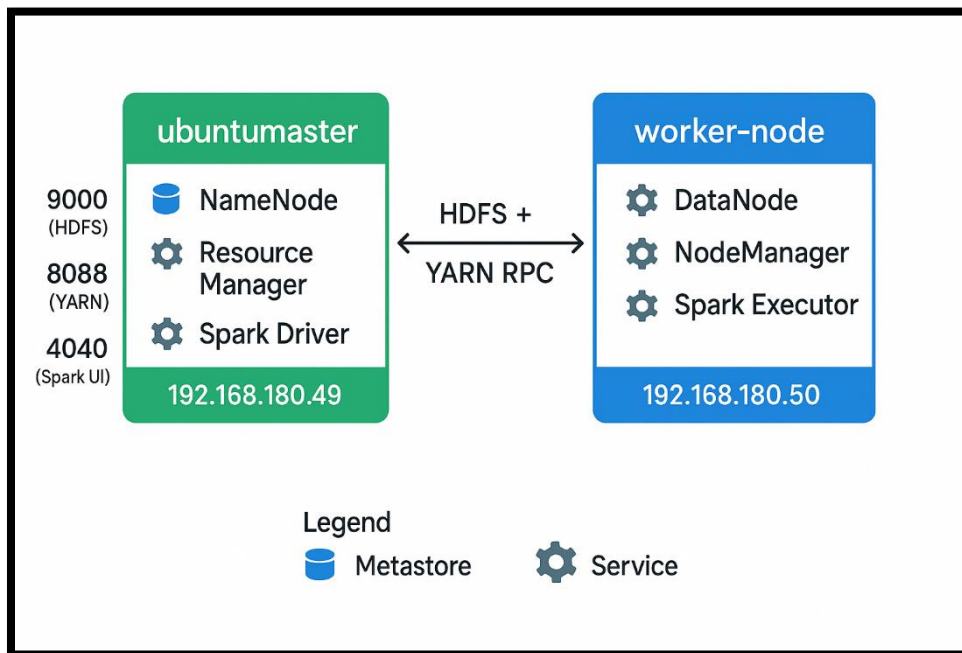 ubuntumaster
9000
(HDFS)
8088
(YARN)
4040
(Spark UI)
NameNode
Resource
Manager
Spark Driver
192.168.180.49
HDFS +
YARN RPC
worker-node
DataNode
NodeManager
Spark Executor
192.168.180.50
Legend
Metastore
Service